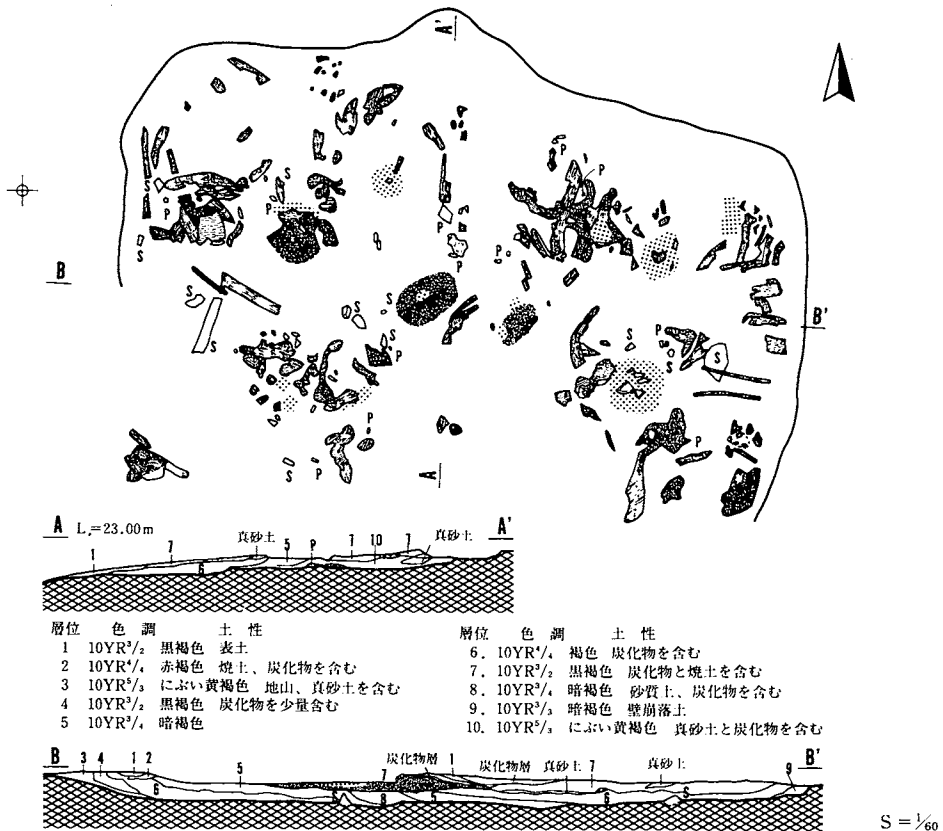 A'
P
P
S
P
S
P
P
P
S
S
B
S
S
S
P
S
S
P
S
P
S
S
B'
P
S
P
P
A
A L,=23.00m
真砂土 5 P 7 10 7 真砂土
A'
1 7
6
層位 色調 土性
1 10YR³/₂ 黒褐色 表土
2 10YR⁴/₄ 赤褐色 焼土、炭化物を含む
3 10YR⁵/₃ にぶい黄褐色 地山、真砂土を含む
4 10YR³/₂ 黒褐色 炭化物を少量含む
5 10YR³/₄ 暗褐色
層位 色調 土性
6. 10YR⁴/₄ 褐色 炭化物を含む
7. 10YR³/₂ 黒褐色 炭化物と焼土を含む
8. 10YR³/₄ 暗褐色 砂質土、炭化物を含む
9. 10YR³/₃ 暗褐色 壁崩落土
10. 10YR⁵/₃ にぶい黄褐色 真砂土と炭化物を含む
B 3 4 1 2 5 7 炭化物層 1 炭化物層 真砂土 7 真砂土 9 B'
6 6 8 5 6 S
S=1/60